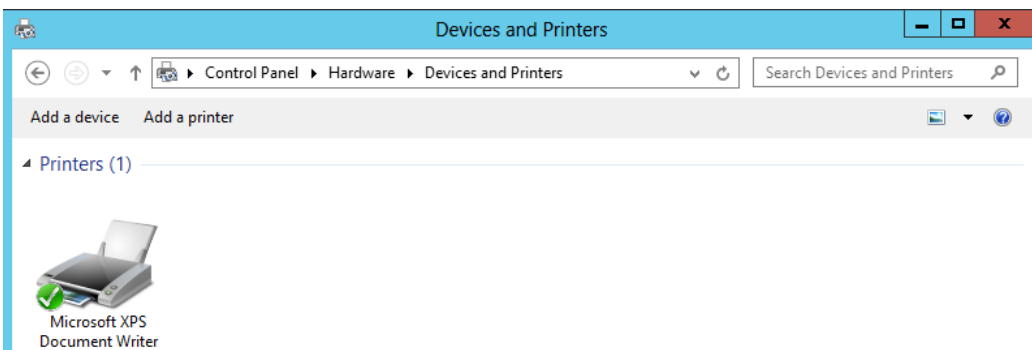 Devices and Printers
Control Panel ▸ Hardware ▸ Devices and Printers
Search Devices and Printers
Add a device Add a printer
Printers (1)
Microsoft XPS
Document Writer